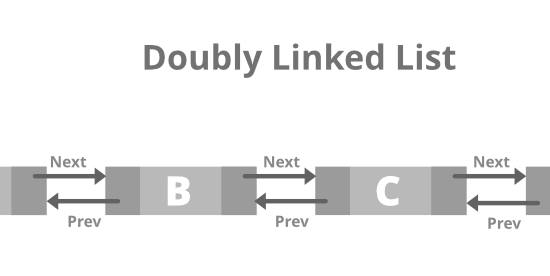 Doubly Linked List
Next Next Next
B C
Prev Prev Prev